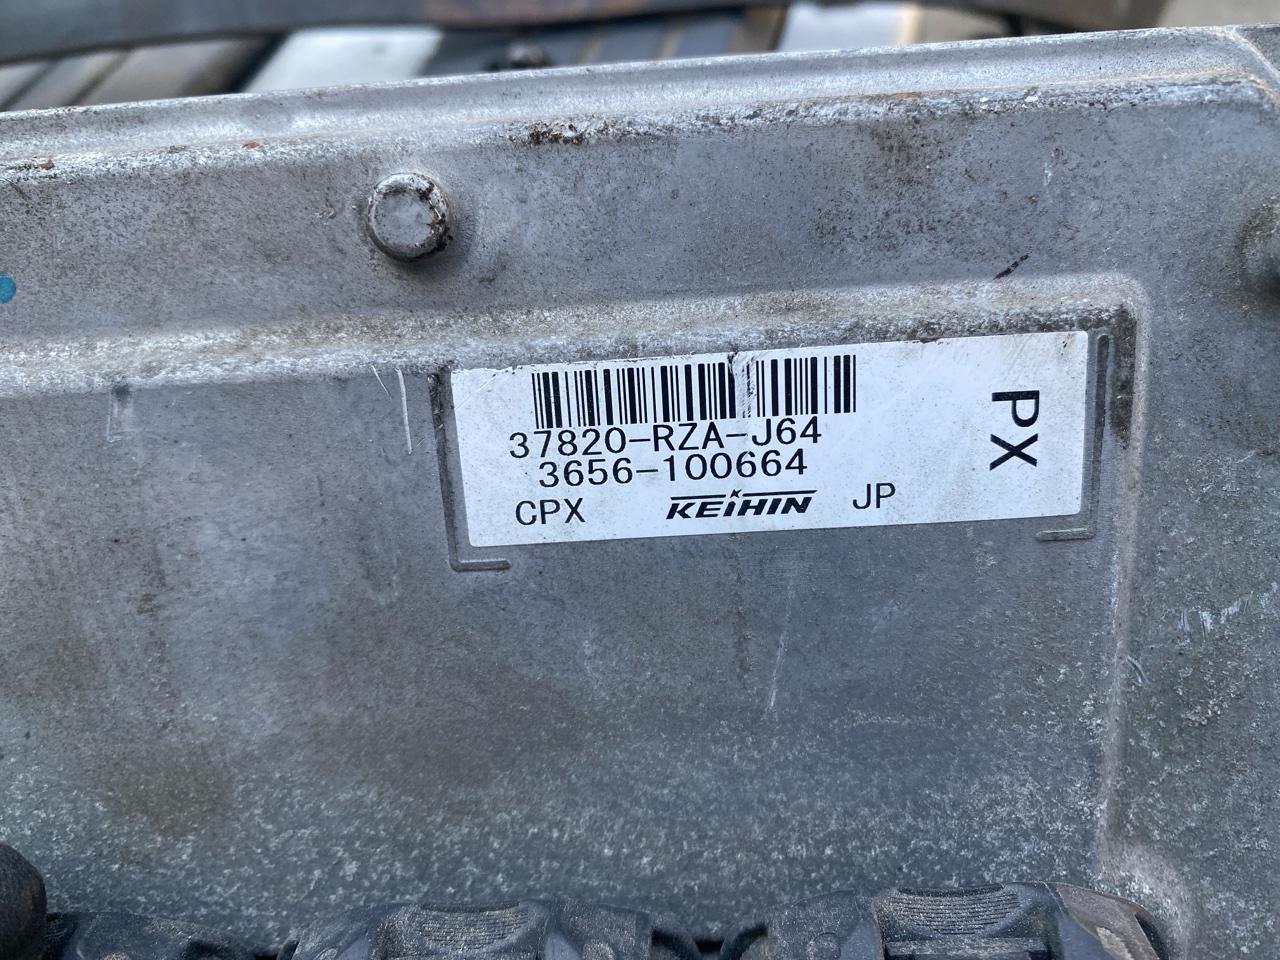 37820-RZA-J64
3656-100664
CPX KEIHIN JP
PX